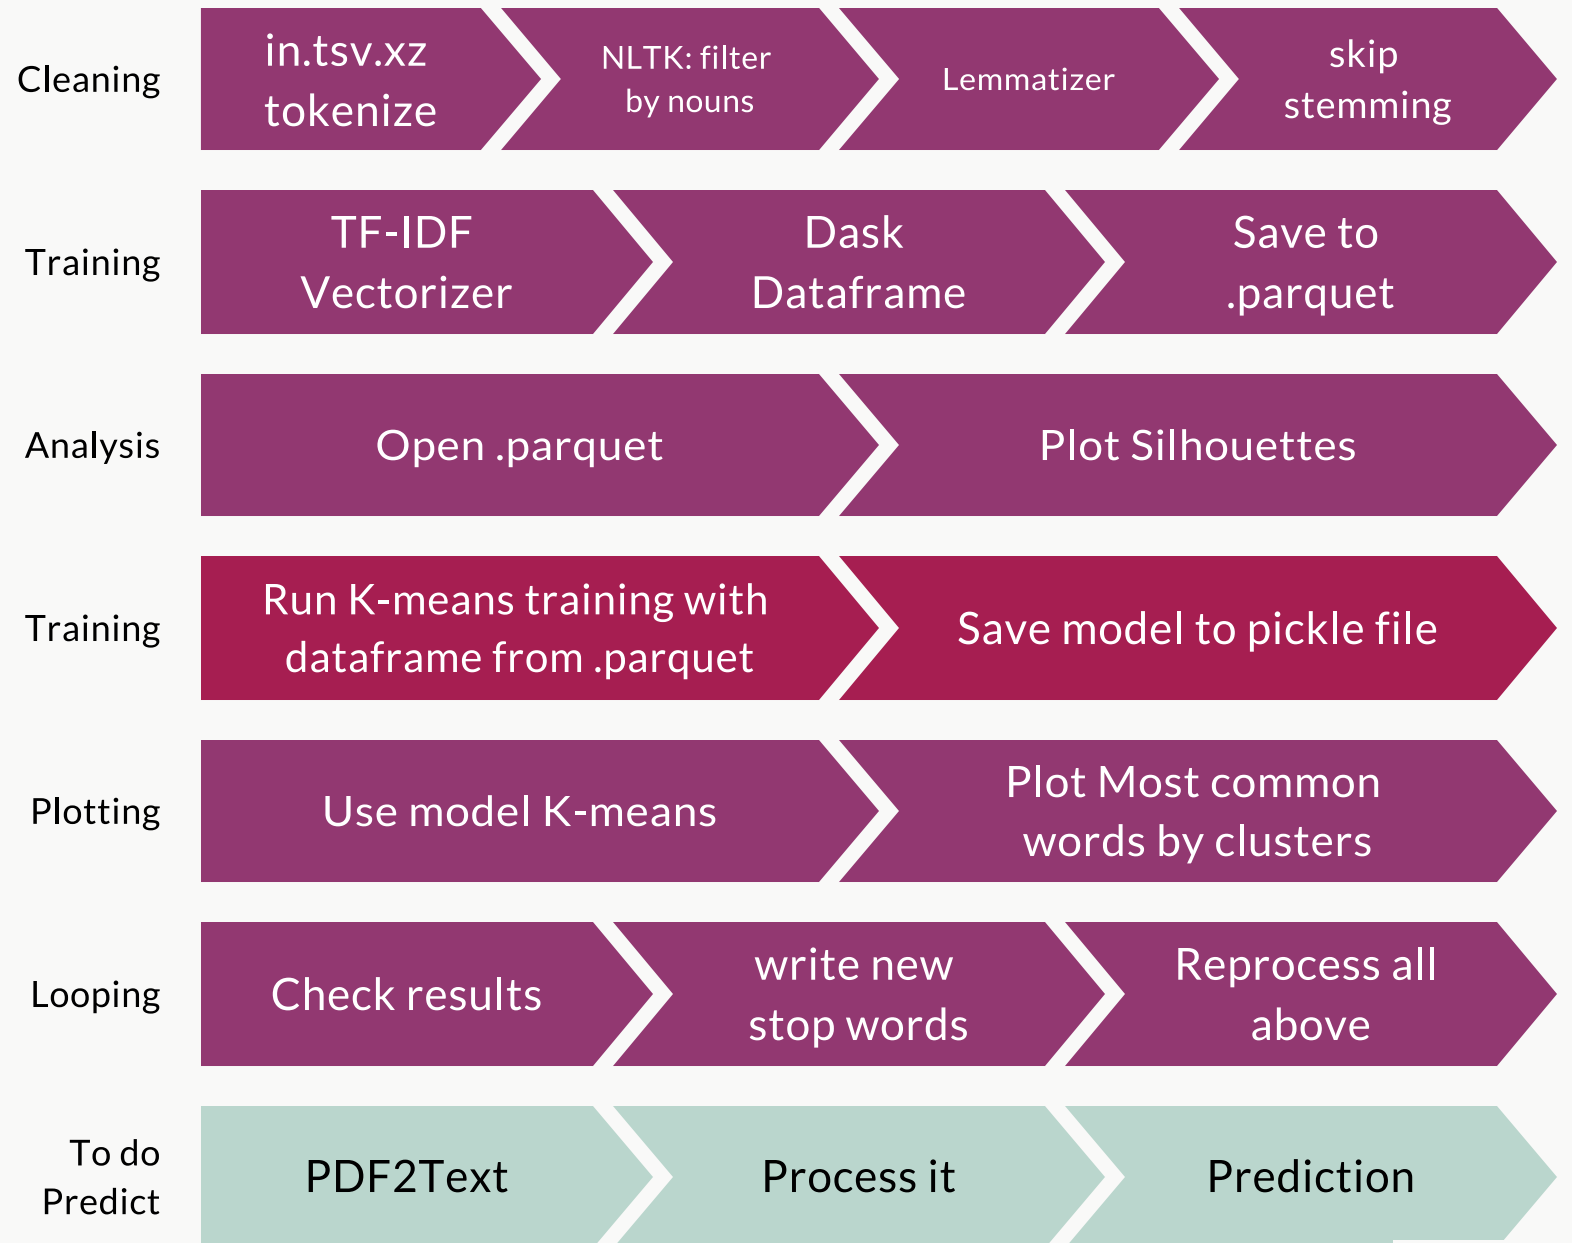 Cleaning
in.tsv.xz
tokenize
NLTK: filter
by nouns
Lemmatizer
skip
stemming
Training
TF-IDF
Vectorizer
Dask
Dataframe
Save to
.parquet
Analysis
Open .parquet
Plot Silhouettes
Training
Run K-means training with
dataframe from .parquet
Save model to pickle file
Plotting
Use model K-means
Plot Most common
words by clusters
Looping
Check results
write new
stop words
Reprocess all
above
To do
Predict
PDF2Text
Process it
Prediction